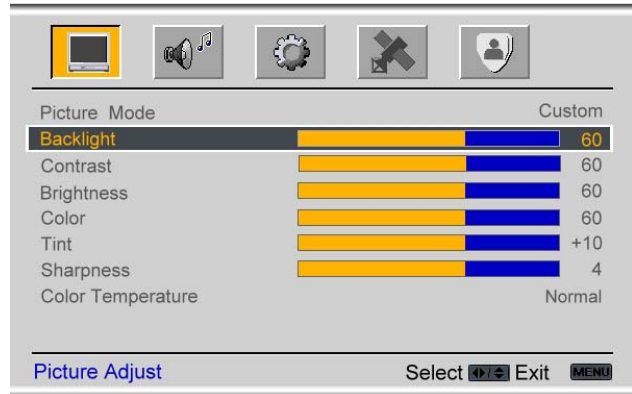 Picture Mode Custom
Backlight 60
Contrast 60
Brightness 60
Color 60
Tint +10
Sharpness 4
Color Temperature Normal
Picture Adjust Select Exit MENU